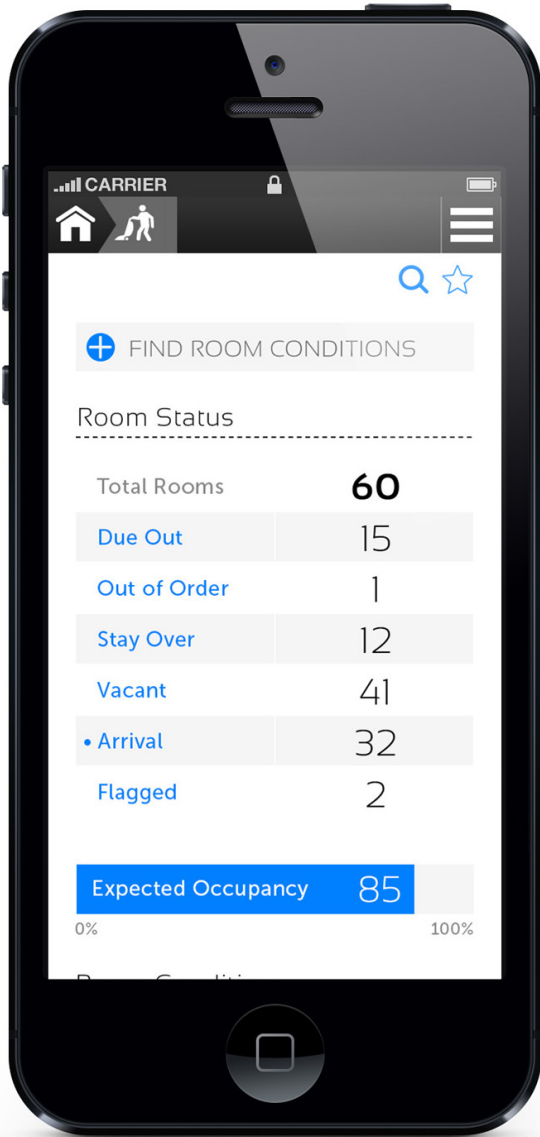 CARRIER
FIND ROOM CONDITIONS
Room Status
Total Rooms 60
Due Out 15
Out of Order 1
Stay Over 12
Vacant 41
• Arrival 32
Flagged 2
Expected Occupancy 85
0% 100%